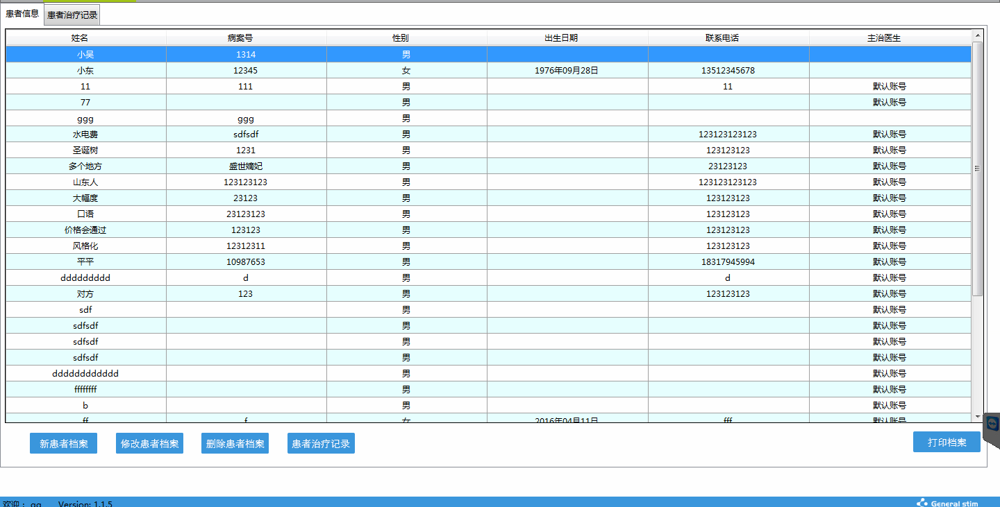 患者信息 患者治疗记录
姓名 病案号 性别 出生日期 联系电话 主治医生
小吴 1314 男
小东 12345 女 1976年09月28日 13512345678
11 111 男 11 默认账号
77 男 默认账号
ggg ggg 男
水电费 sdfsdf 男 123123123123 默认账号
圣诞树 1231 男 123123123 默认账号
多个地方 盛世嫡妃 男 23123123 默认账号
山东人 123123123 男 123123123123 默认账号
大幅度 23123 男 123123123 默认账号
口语 23123123 男 123123123 默认账号
价格会通过 123123 男 123123123 默认账号
风格化 12312311 男 123123123 默认账号
平平 10987653 男 18317945994 默认账号
ddddddddd d 男 d 默认账号
对方 123 男 123123123 默认账号
sdf 男 默认账号
sdfsdf 男 默认账号
sdfsdf 男 默认账号
sdfsdf 男 默认账号
dddddddddddd 男 默认账号
ffffffff 男 默认账号
b 男 默认账号
ff f 女 2016年04月11日 fff 默认账号
新患者档案 修改患者档案 删除患者档案 患者治疗记录 打印档案
欢迎： qq Version: 1.1.5 General stim